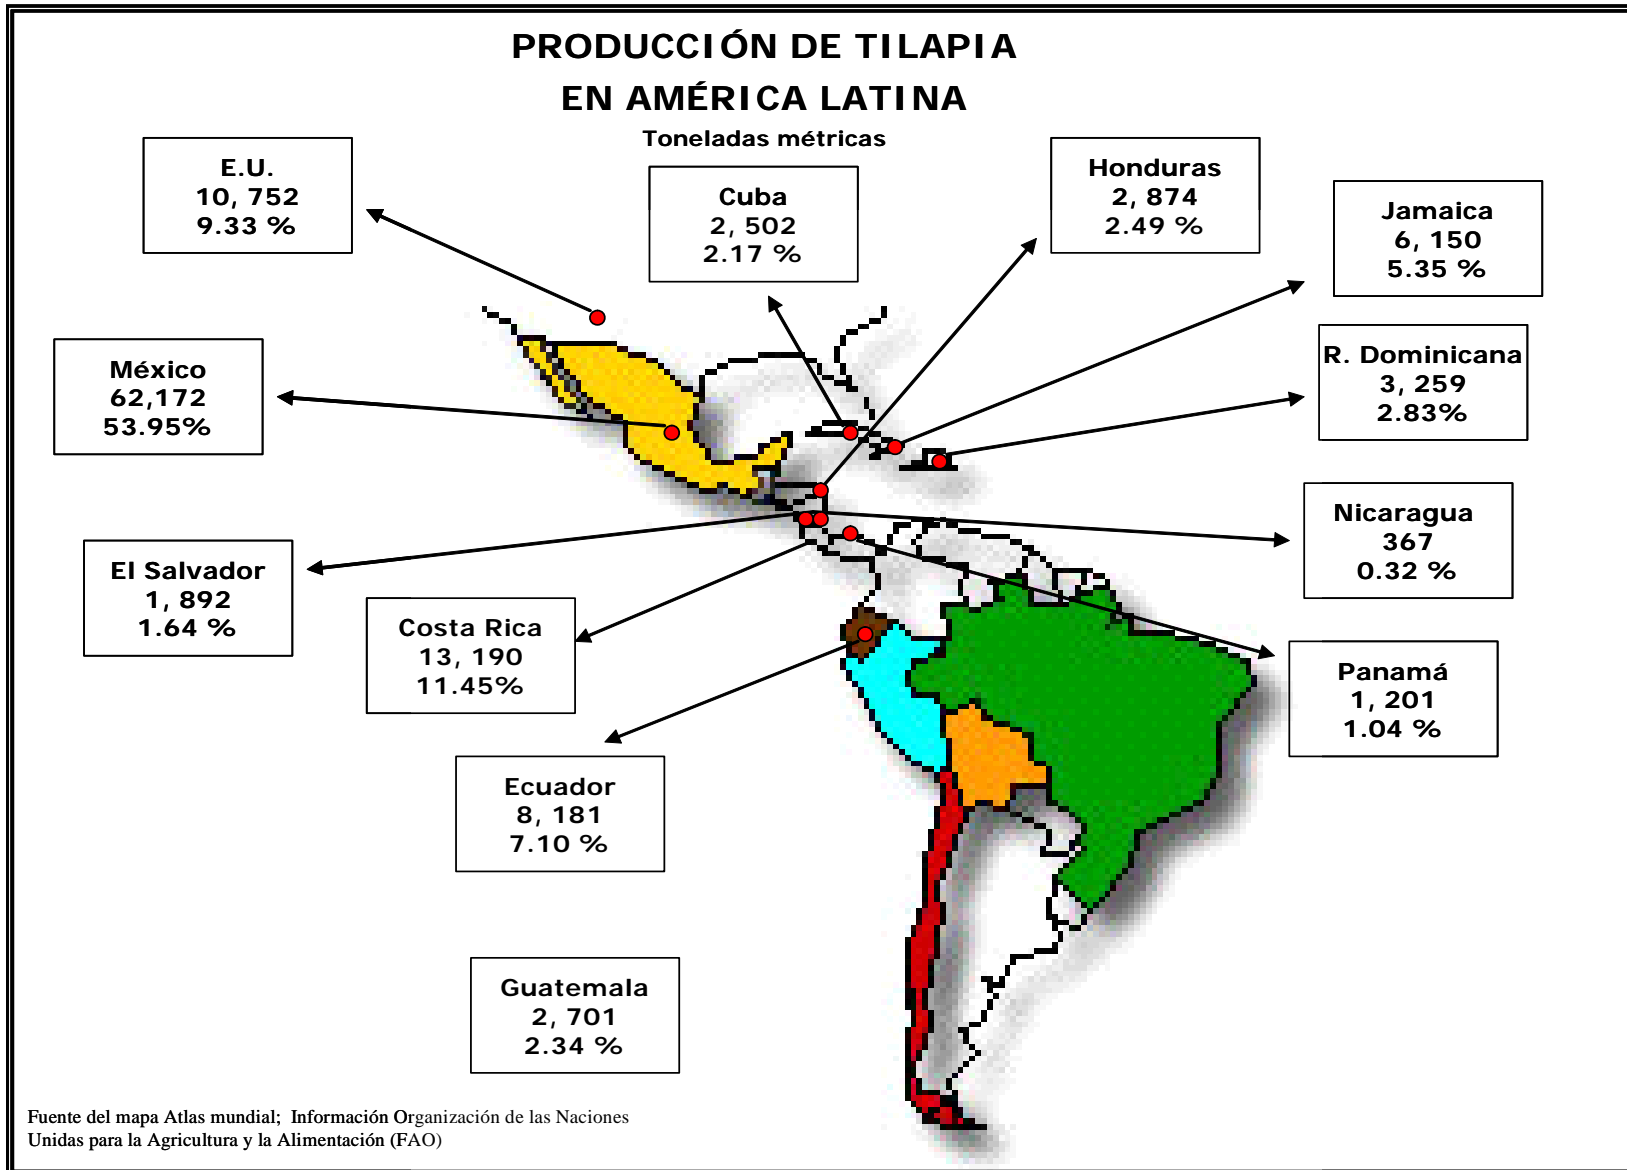 PRODUCCIÓN DE TILAPIA
EN AMÉRICA LATINA
Toneladas métricas
E.U.
10, 752
9.33 %
Cuba
2, 502
2.17 %
Honduras
2, 874
2.49 %
Jamaica
6, 150
5.35 %
México
62,172
53.95%
R. Dominicana
3, 259
2.83%
El Salvador
1, 892
1.64 %
Nicaragua
367
0.32 %
Costa Rica
13, 190
11.45%
Panamá
1, 201
1.04 %
Ecuador
8, 181
7.10 %
Guatemala
2, 701
2.34 %
Fuente del mapa Atlas mundial; Información Organización de las Naciones
Unidas para la Agricultura y la Alimentación (FAO)